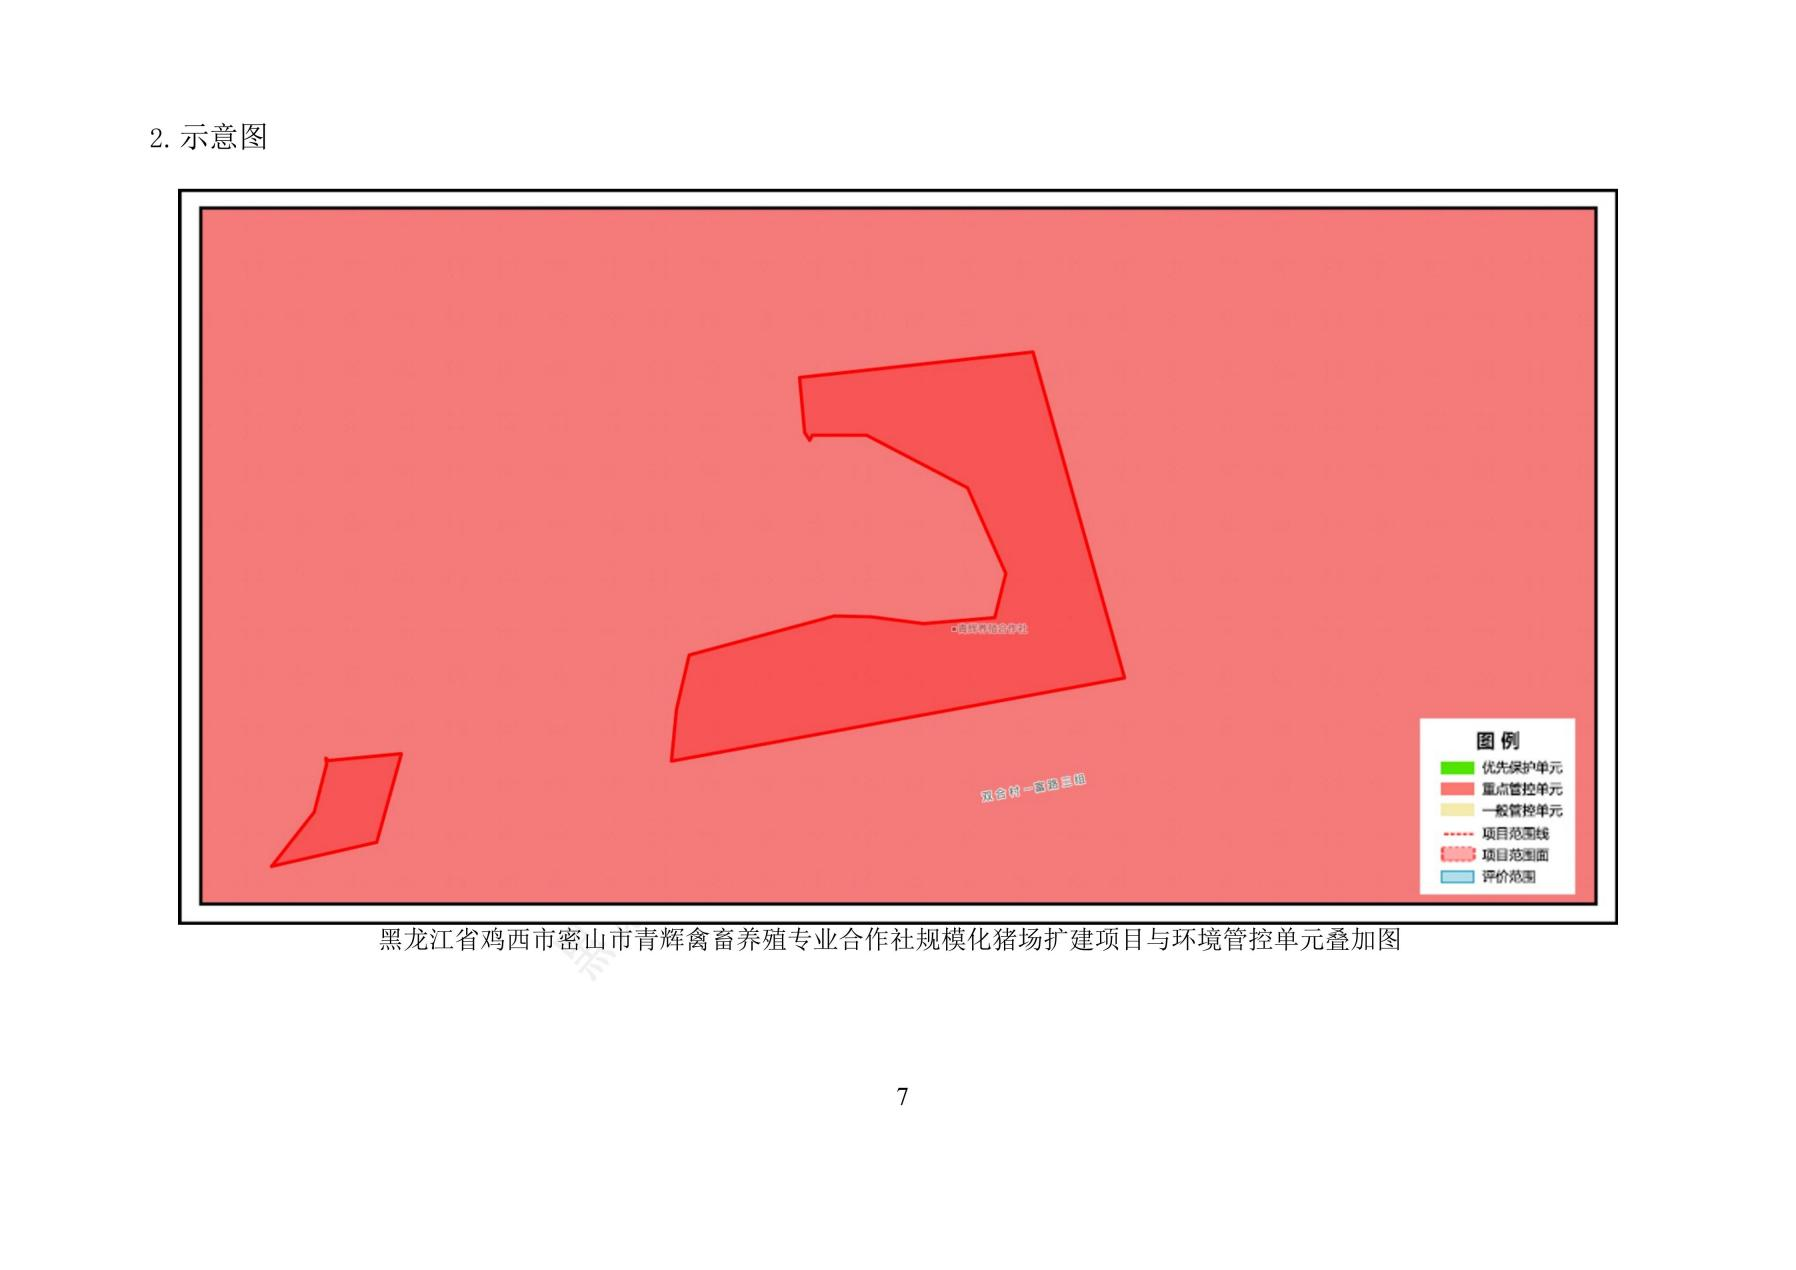 2. 示意图
青辉养殖合作社
双合村一富路三组
图例
优先保护单元
重点管控单元
一般管控单元
项目范围线
项目范围面
评价范围
黑龙江省鸡西市密山市青辉禽畜养殖专业合作社规模化猪场扩建项目与环境管控单元叠加图
7